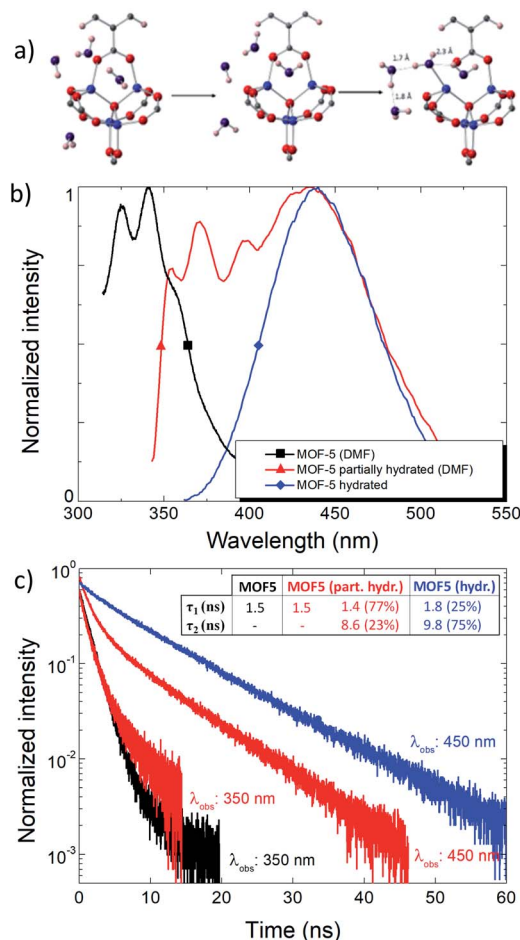 a)
1.7 Å
2.3 Å
1.8 Å
b)
Normalized intensity
1
0
MOF-5 (DMF)
MOF-5 partially hydrated (DMF)
MOF-5 hydrated
300 350 400 450 500 550
Wavelength (nm)
c)
Normalized intensity
10⁰
10⁻¹
10⁻²
10⁻³
MOF5 MOF5 (part. hydr.) MOF5 (hydr.)
τ₁ (ns) 1.5 1.5 1.4 (77%) 1.8 (25%)
τ₂ (ns) - - 8.6 (23%) 9.8 (75%)
λobs: 450 nm
λobs: 350 nm
λobs: 350 nm
λobs: 450 nm
0 10 20 30 40 50 60
Time (ns)